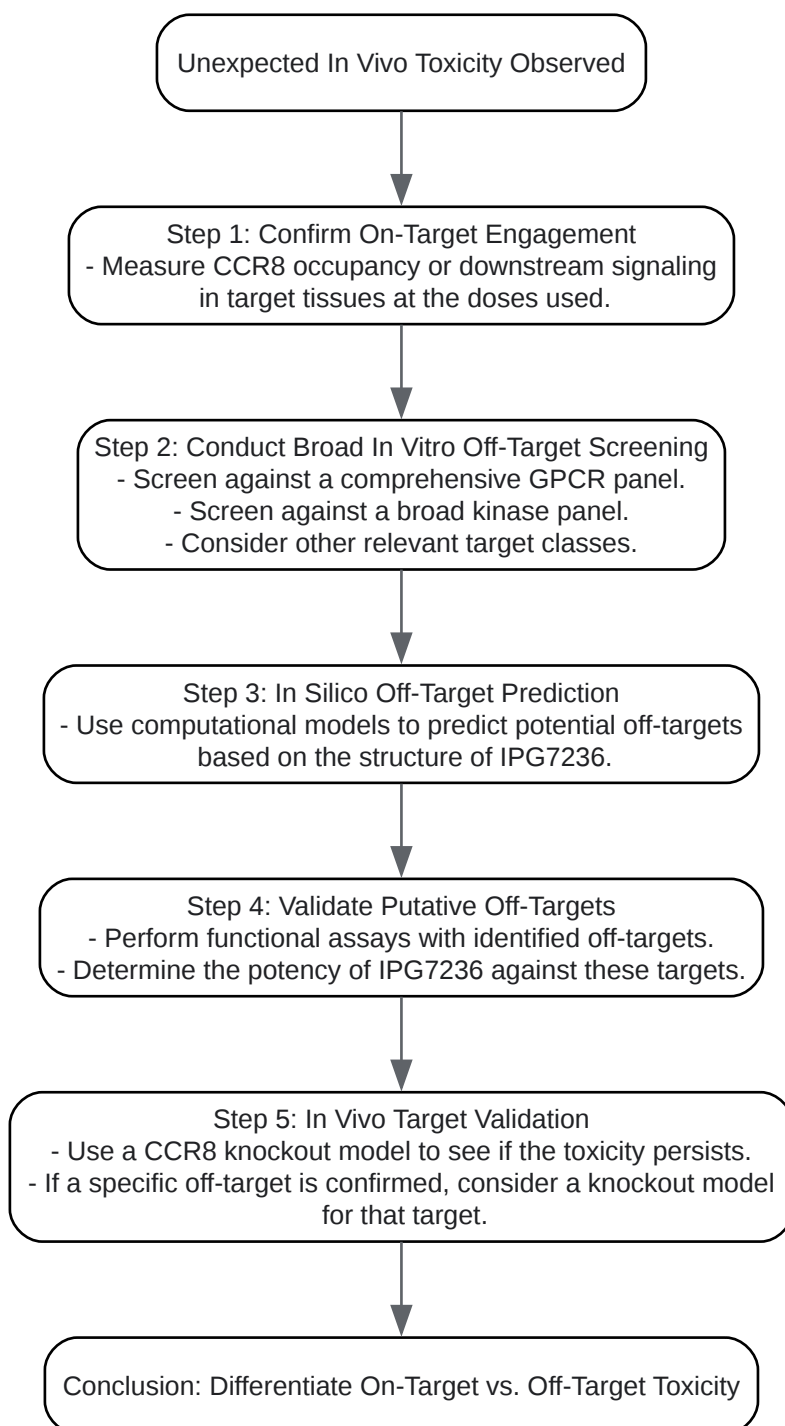 Unexpected In Vivo Toxicity Observed
Step 1: Confirm On-Target Engagement
- Measure CCR8 occupancy or downstream signaling
in target tissues at the doses used.
Step 2: Conduct Broad In Vitro Off-Target Screening
- Screen against a comprehensive GPCR panel.
- Screen against a broad kinase panel.
- Consider other relevant target classes.
Step 3: In Silico Off-Target Prediction
- Use computational models to predict potential off-targets
based on the structure of IPG7236.
Step 4: Validate Putative Off-Targets
- Perform functional assays with identified off-targets.
- Determine the potency of IPG7236 against these targets.
Step 5: In Vivo Target Validation
- Use a CCR8 knockout model to see if the toxicity persists.
- If a specific off-target is confirmed, consider a knockout model
for that target.
Conclusion: Differentiate On-Target vs. Off-Target Toxicity